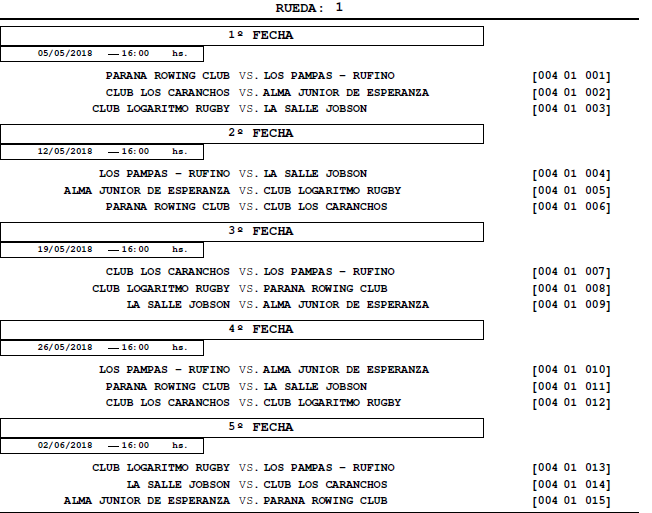 RUEDA: 1
1º FECHA
05/05/2018 — 16:00 hs.
PARANA ROWING CLUB VS. LOS PAMPAS - RUFINO [004 01 001]
CLUB LOS CARANCHOS VS. ALMA JUNIOR DE ESPERANZA [004 01 002]
CLUB LOGARITMO RUGBY VS. LA SALLE JOBSON [004 01 003]
2º FECHA
12/05/2018 — 16:00 hs.
LOS PAMPAS - RUFINO VS. LA SALLE JOBSON [004 01 004]
ALMA JUNIOR DE ESPERANZA VS. CLUB LOGARITMO RUGBY [004 01 005]
PARANA ROWING CLUB VS. CLUB LOS CARANCHOS [004 01 006]
3º FECHA
19/05/2018 — 16:00 hs.
CLUB LOS CARANCHOS VS. LOS PAMPAS - RUFINO [004 01 007]
CLUB LOGARITMO RUGBY VS. PARANA ROWING CLUB [004 01 008]
LA SALLE JOBSON VS. ALMA JUNIOR DE ESPERANZA [004 01 009]
4º FECHA
26/05/2018 — 16:00 hs.
LOS PAMPAS - RUFINO VS. ALMA JUNIOR DE ESPERANZA [004 01 010]
PARANA ROWING CLUB VS. LA SALLE JOBSON [004 01 011]
CLUB LOS CARANCHOS VS. CLUB LOGARITMO RUGBY [004 01 012]
5º FECHA
02/06/2018 — 16:00 hs.
CLUB LOGARITMO RUGBY VS. LOS PAMPAS - RUFINO [004 01 013]
LA SALLE JOBSON VS. CLUB LOS CARANCHOS [004 01 014]
ALMA JUNIOR DE ESPERANZA VS. PARANA ROWING CLUB [004 01 015]